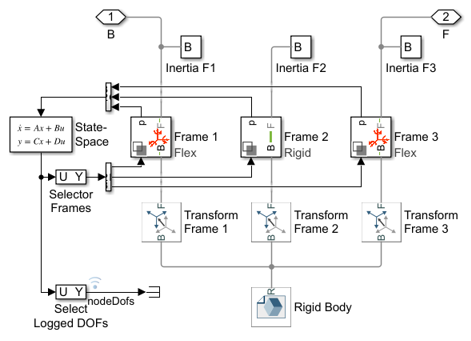 1
B
2
F
B
Inertia F1
B
Inertia F2
B
Inertia F3
ẋ = Ax + Bu
y = Cx + Du
State-
Space
p
F
B
Frame 1
Flex
p
F
B
Frame 2
Rigid
p
F
B
Frame 3
Flex
U Y
Selector
Frames
F
B
Transform
Frame 1
F
B
Transform
Frame 2
F
B
Transform
Frame 3
U Y
nodeDofs
Select
Logged DOFs
R
Rigid Body